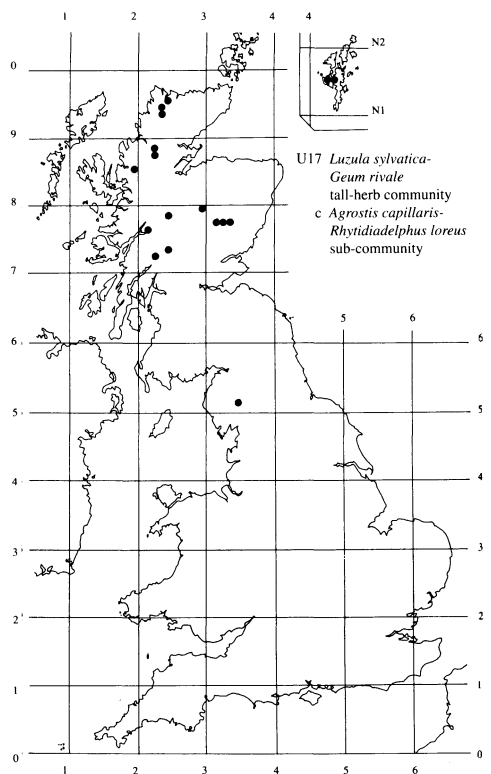 1 2 3 4 4
N2
0
N1
9
U17 Luzula sylvatica-
Geum rivale
tall-herb community
8
c Agrostis capillaris-
Rhytidiadelphus loreus
sub-community
7
5 6
6 6
5 5
4 4
3 3
2 2
1 1
0 0
1 2 3 4 5 6